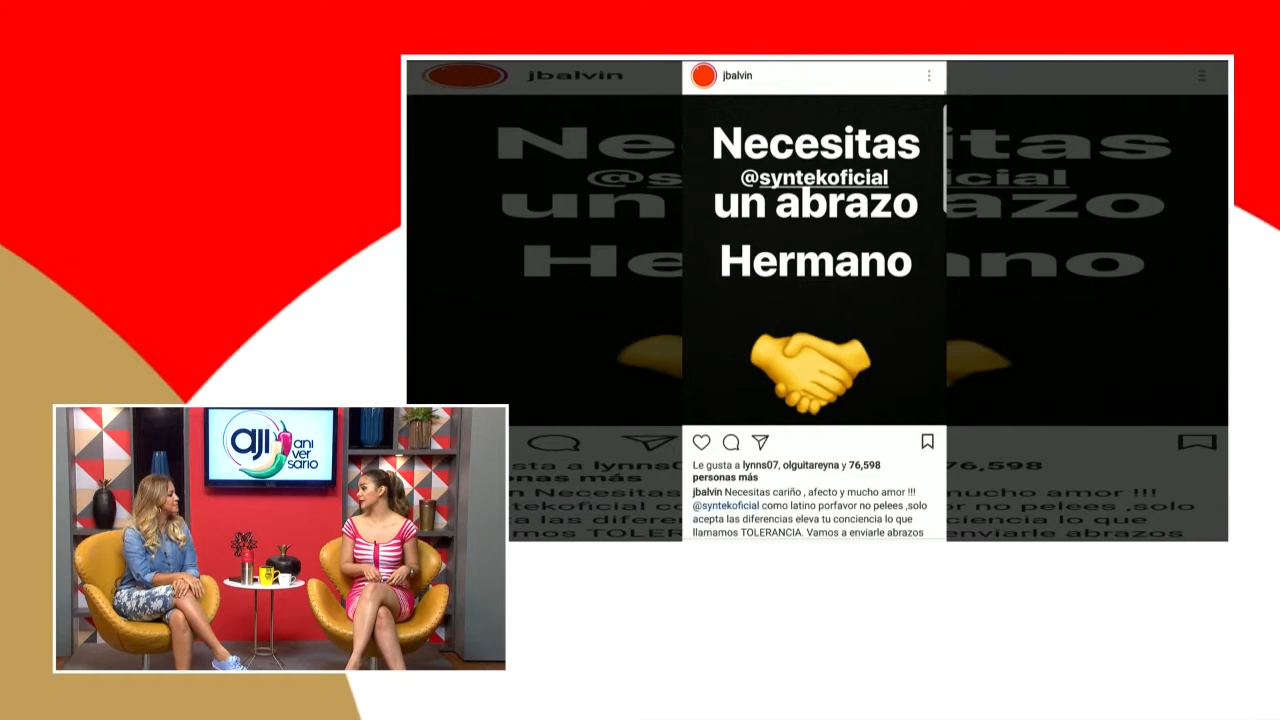 jbalvin
Necesitas
@syntekoficial
un abrazo
Hermano
Le gusta a lynns07, olguitareyna y 76,598
personas más
jbalvin Necesitas cariño , afecto y mucho amor !!!
@syntekoficial como latino porfavor no pelees ,solo
acepta las diferencias eleva tu conciencia lo que
llamamos TOLERANCIA. Vamos a enviarle abrazos
aji
ani
ver
sario